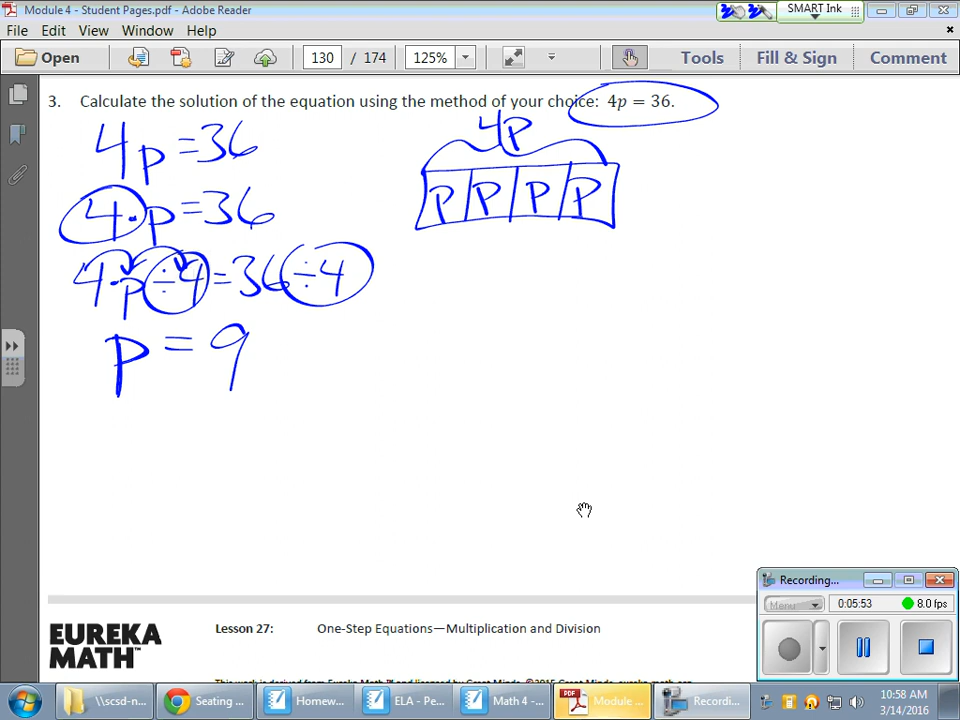 Module 4 - Student Pages.pdf - Adobe Reader
SMART Ink
File Edit View Window Help
Open 130 / 174 125% Tools Fill & Sign Comment
3. Calculate the solution of the equation using the method of your choice: 4p = 36.
4p = 36
4p
4 · p = 36
p p p p
4 · p ÷ 4 = 36 ÷ 4
p = 9
Recording...
Menu 0:05:53 8.0 fps
EUREKA MATH
Lesson 27: One-Step Equations—Multiplication and Division
\\sscd-n... Seating ... Homew... ELA - Pe... Math 4 -... Module ... Recordi...
10:58 AM
3/14/2016